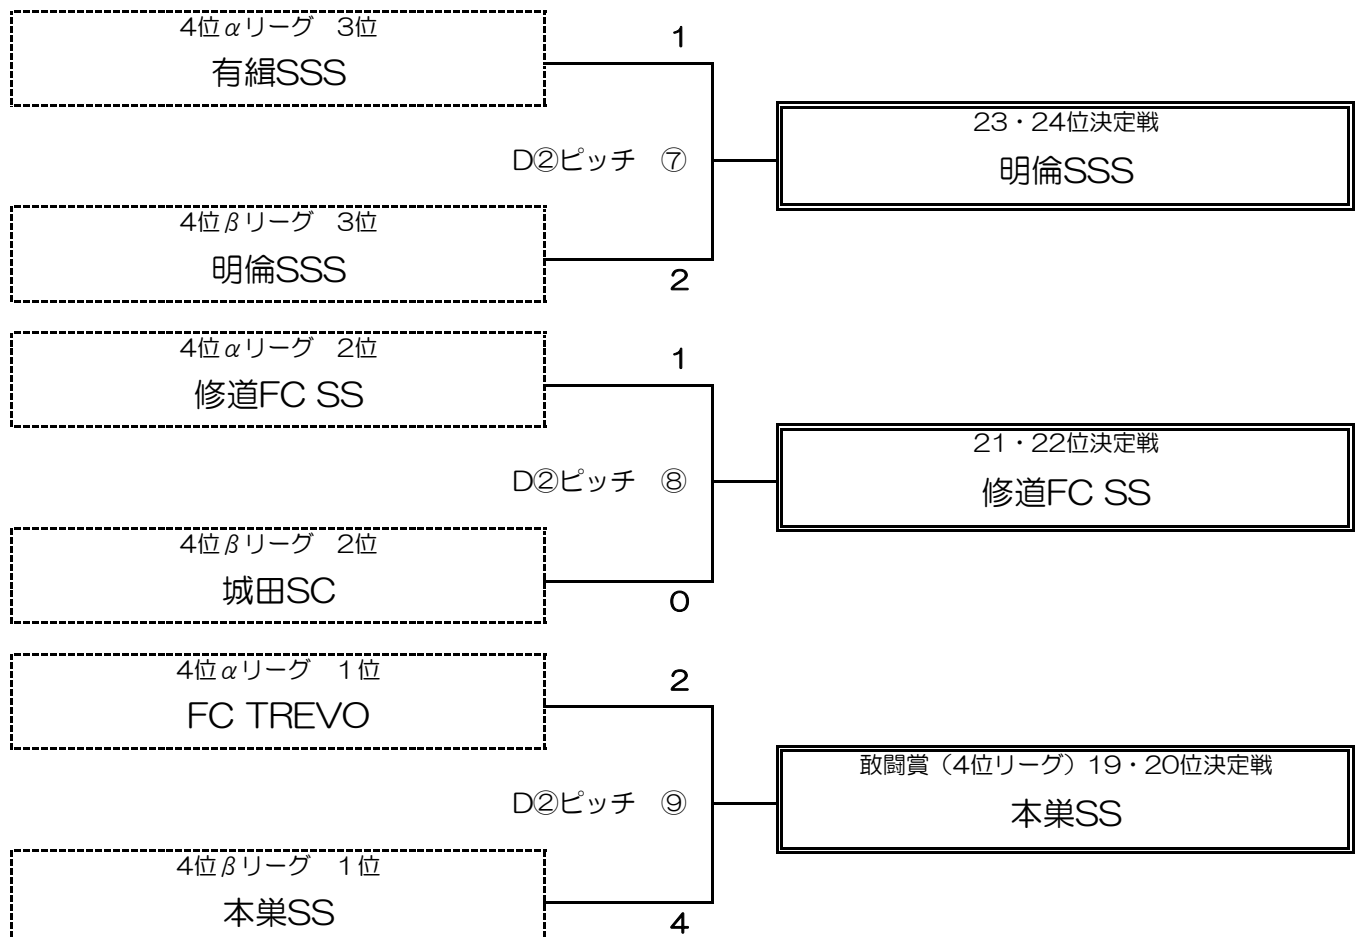 4位αリーグ　3位
有緝SSS
1
D②ピッチ　⑦
23・24位決定戦
明倫SSS
4位βリーグ　3位
明倫SSS
2
4位αリーグ　2位
修道FC SS
1
D②ピッチ　⑧
21・22位決定戦
修道FC SS
4位βリーグ　2位
城田SC
0
4位αリーグ　1位
FC TREVO
2
D②ピッチ　⑨
敢闘賞（4位リーグ）19・20位決定戦
本巣SS
4位βリーグ　1位
本巣SS
4